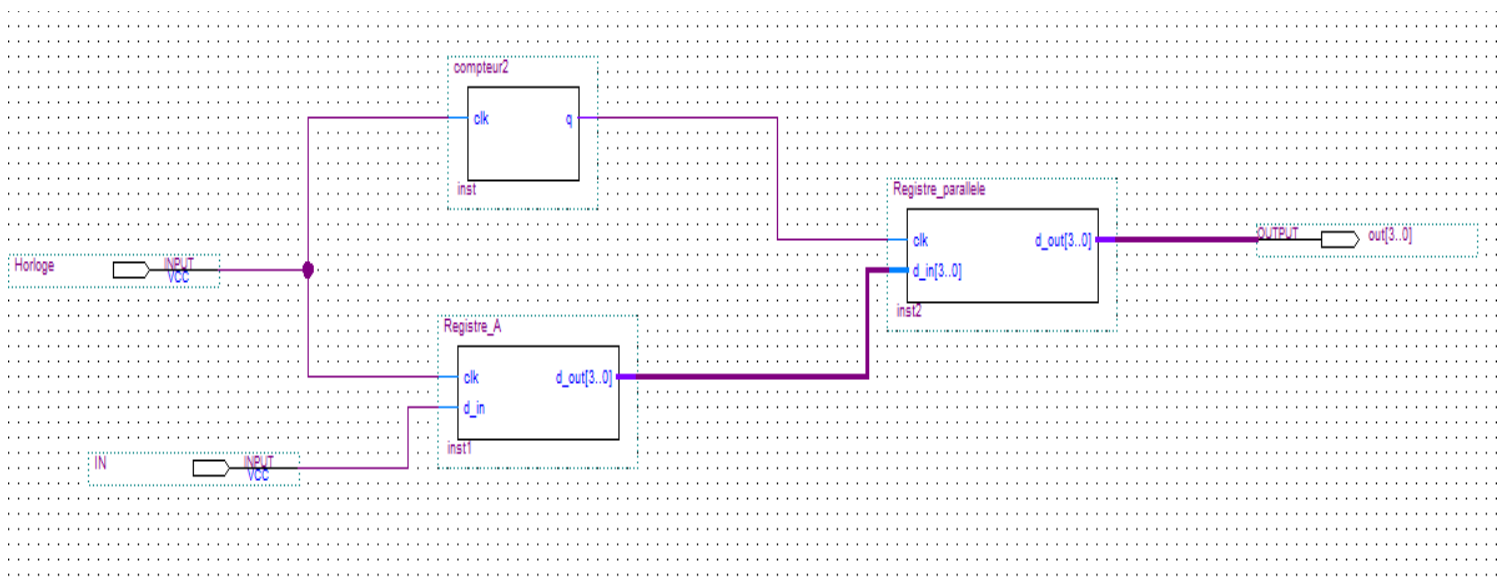 compteur2
clk q
inst
Registre_parallele
clk d_out[3..0]
d_in[3..0]
inst2
OUTPUT out[3..0]
Horloge INPUT
VCC
Registre_A
clk d_out[3..0]
d_in
inst1
IN INPUT
VCC